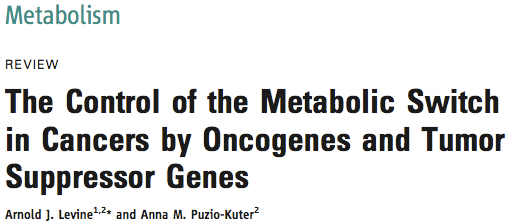 Metabolism
REVIEW
The Control of the Metabolic Switch
in Cancers by Oncogenes and Tumor
Suppressor Genes
Arnold J. Levine1,2* and Anna M. Puzio-Kuter2